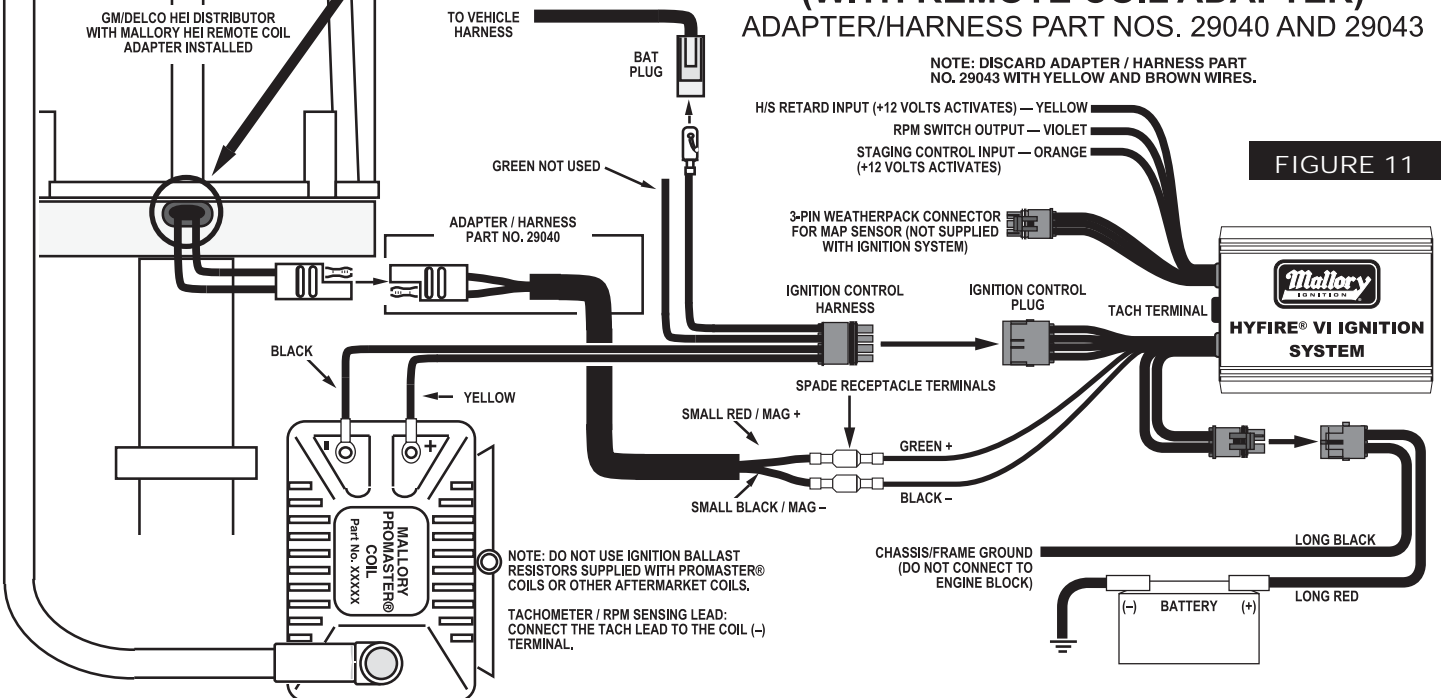 (WITH REMOTE COIL ADAPTER)
ADAPTER/HARNESS PART NOS. 29040 AND 29043
NOTE: DISCARD ADAPTER / HARNESS PART
NO. 29043 WITH YELLOW AND BROWN WIRES.
FIGURE 11
GM/DELCO HEI DISTRIBUTOR
WITH MALLORY HEI REMOTE COIL
ADAPTER INSTALLED
TO VEHICLE
HARNESS
BAT
PLUG
H/S RETARD INPUT (+12 VOLTS ACTIVATES) — YELLOW
RPM SWITCH OUTPUT — VIOLET
STAGING CONTROL INPUT — ORANGE
(+12 VOLTS ACTIVATES)
GREEN NOT USED
ADAPTER / HARNESS
PART NO. 29040
3-PIN WEATHERPACK CONNECTOR
FOR MAP SENSOR (NOT SUPPLIED
WITH IGNITION SYSTEM)
IGNITION CONTROL
HARNESS
IGNITION CONTROL
PLUG
TACH TERMINAL
Mallory
IGNITION
HYFIRE® VI IGNITION
SYSTEM
BLACK
YELLOW
SPADE RECEPTACLE TERMINALS
SMALL RED / MAG +
GREEN +
SMALL BLACK / MAG –
BLACK –
-
+
MALLORY
PROMASTER®
COIL
Part No. XXXXX
NOTE: DO NOT USE IGNITION BALLAST
RESISTORS SUPPLIED WITH PROMASTER®
COILS OR OTHER AFTERMARKET COILS.
TACHOMETER / RPM SENSING LEAD:
CONNECT THE TACH LEAD TO THE COIL (–)
TERMINAL.
CHASSIS/FRAME GROUND
(DO NOT CONNECT TO
ENGINE BLOCK)
LONG BLACK
LONG RED
(–) BATTERY (+)